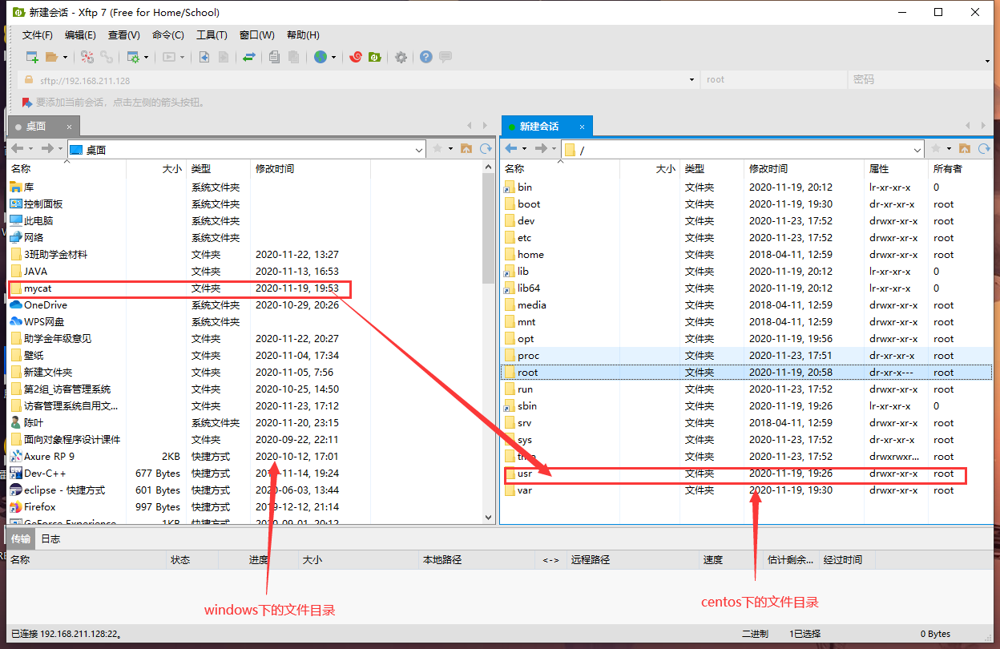 新建会话 - Xftp 7 (Free for Home/School)
文件(F) 编辑(E) 查看(V) 命令(C) 工具(T) 窗口(W) 帮助(H)
sftp://192.168.211.128 root 密码
要添加当前会话，点击左侧的箭头按钮。
桌面 × 新建会话 ×
桌面 /
名称 大小 类型 修改时间
库 系统文件夹
控制面板 系统文件夹
此电脑 系统文件夹
网络 系统文件夹
3班助学金材料 文件夹 2020-11-22, 13:27
JAVA 文件夹 2020-11-13, 16:53
mycat 文件夹 2020-11-19, 19:53
OneDrive 系统文件夹 2020-10-29, 20:26
WPS网盘 系统文件夹
助学金年级意见 文件夹 2020-11-22, 20:27
壁纸 文件夹 2020-11-04, 17:34
新建文件夹 文件夹 2020-11-05, 7:56
第2组_访客管理系统 文件夹 2020-10-25, 14:50
访客管理系统自用文... 文件夹 2020-11-23, 17:12
陈叶 系统文件夹 2020-11-20, 23:15
面向对象程序设计课件 文件夹 2020-09-22, 22:11
Axure RP 9 2KB 快捷方式 2020-10-12, 17:01
Dev-C++ 677 Bytes 快捷方式 11-14, 19:24
eclipse - 快捷方式 601 Bytes 快捷方式 2020-06-03, 13:44
Firefox 997 Bytes 快捷方式 2019-12-12, 21:14
GeForce Experience 1KB 快捷方式 2020-09-01, 20:12
名称 大小 类型 修改时间 属性 所有者
bin 文件夹 2020-11-19, 20:12 lr-xr-xr-x 0
boot 文件夹 2020-11-19, 19:30 dr-xr-xr-x root
dev 文件夹 2020-11-23, 17:52 drwxr-xr-x root
etc 文件夹 2020-11-23, 17:52 drwxr-xr-x root
home 文件夹 2018-04-11, 12:59 drwxr-xr-x root
lib 文件夹 2020-11-19, 20:12 lr-xr-xr-x 0
lib64 文件夹 2020-11-19, 20:12 lr-xr-xr-x 0
media 文件夹 2018-04-11, 12:59 drwxr-xr-x root
mnt 文件夹 2018-04-11, 12:59 drwxr-xr-x root
opt 文件夹 2020-11-19, 19:56 drwxr-xr-x root
proc 文件夹 2020-11-23, 17:51 dr-xr-xr-x root
root 文件夹 2020-11-19, 20:58 dr-xr-x--- root
run 文件夹 2020-11-23, 17:52 drwxr-xr-x root
sbin 文件夹 2020-11-19, 19:26 lr-xr-xr-x 0
srv 文件夹 2018-04-11, 12:59 drwxr-xr-x root
sys 文件夹 2020-11-23, 17:52 dr-xr-xr-x root
tmp 文件夹 2020-11-23, 17:52 drwxrwxr... root
usr 文件夹 2020-11-19, 19:26 drwxr-xr-x root
var 文件夹 2020-11-19, 19:30 drwxr-xr-x root
传输 日志
名称 状态 进度 大小 本地路径 <-> 远程路径 速度 估计剩余... 经过时间
windows下的文件目录
centos下的文件目录
已连接 192.168.211.128:22。 二进制 1已选择 0 Bytes